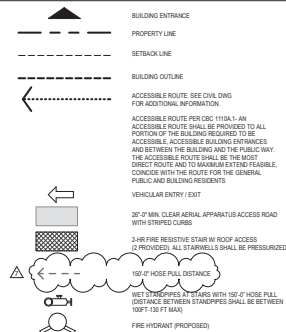 BUILDING ENTRANCE
PROPERTY LINE
SETBACK LINE
BUILDING OUTLINE
ACCESSIBLE ROUTE. SEE CIVIL DWG
FOR ADDITIONAL INFORMATION.
ACCESSIBLE ROUTE PER CBC 1110A.1- AN
ACCESSIBLE ROUTE SHALL BE PROVIDED TO ALL
PORTION OF THE BUILDING REQUIRED TO BE
ACCESSIBLE, ACCESSIBLE BUILDING ENTRANCES
AND BETWEEN THE BUILDING AND THE PUBLIC WAY.
THE ACCESSIBLE ROUTE SHALL BE THE MOST
DIRECT ROUTE AND TO MAXIMUM EXTEND FEASIBLE,
COINCIDE WITH THE ROUTE FOR THE GENERAL
PUBLIC AND BUILDING RESIDENTS
VEHICULAR ENTRY / EXIT
26"-0" MIN. CLEAR AERIAL APPARATUS ACCESS ROAD
WITH STRIPED CURBS
2-HR FIRE RESISTIVE STAIR W/ ROOF ACCESS
(2 PROVIDED). ALL STAIRWELLS SHALL BE PRESSURIZED
150'-0" HOSE PULL DISTANCE
WET STANDPIPES AT STAIRS WITH 150'-0" HOSE PULL
(DISTANCE BETWEEN STANDPIPES SHALL BE BETWEEN
100FT-130 FT MAX)
FIRE HYDRANT (PROPOSED)